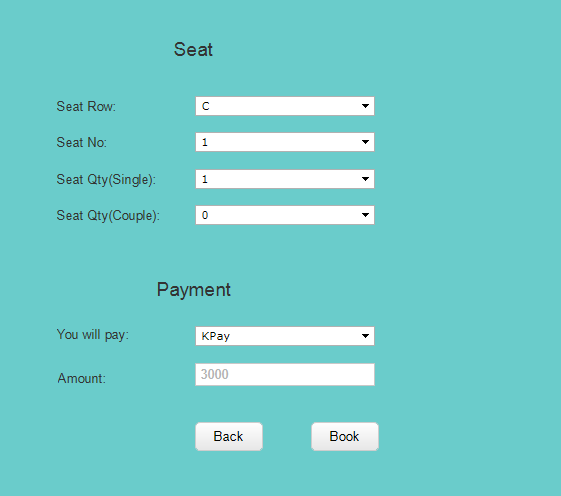 Seat
Seat Row: C
Seat No: 1
Seat Qty(Single): 1
Seat Qty(Couple): 0
Payment
You will pay: KPay
Amount: 3000
Back Book